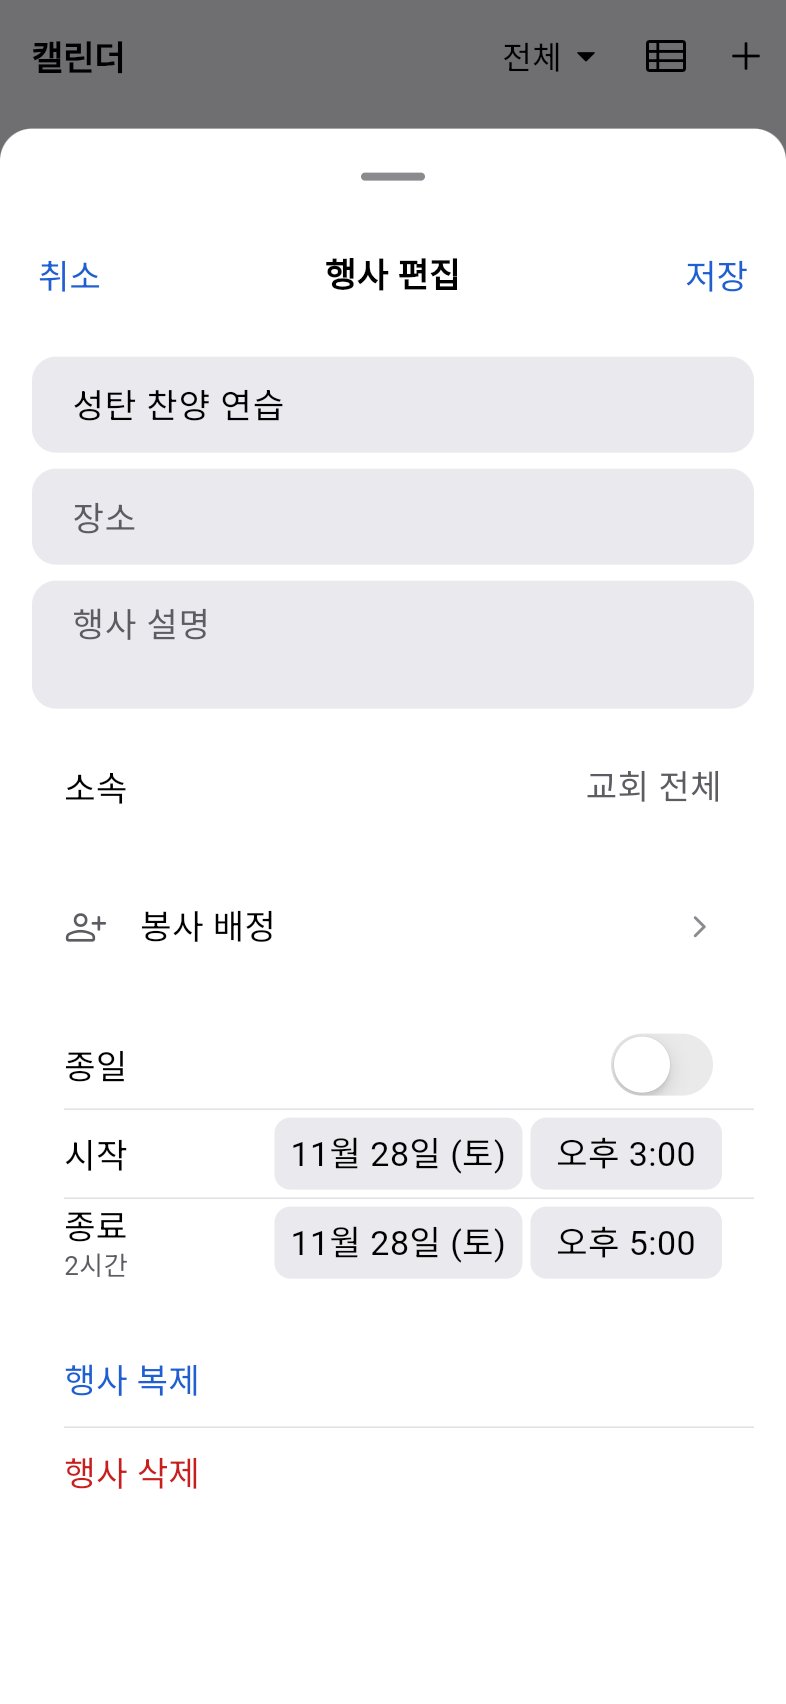 캘린더 전체
취소 행사 편집 저장
성탄 찬양 연습
장소
행사 설명
소속 교회 전체
봉사 배정
종일
시작 11월 28일 (토) 오후 3:00
종료 11월 28일 (토) 오후 5:00
2시간
행사 복제
행사 삭제